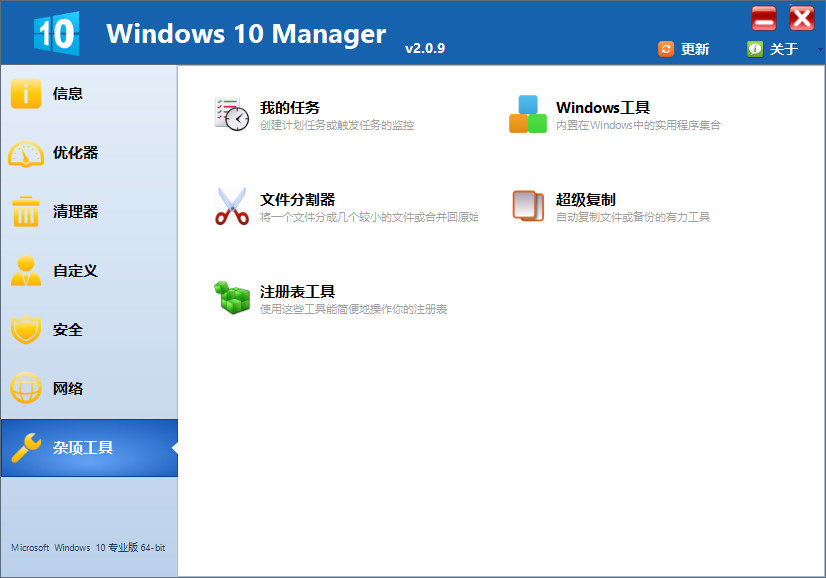 10 Windows 10 Manager v2.0.9
更新 关于
信息
优化器
清理器
自定义
安全
网络
杂项工具
Microsoft Windows 10 专业版 64-bit
我的任务
创建计划任务或触发任务的监控
Windows工具
内置在Windows中的实用程序集合
文件分割器
将一个文件分成几个较小的文件或合并回原始
超级复制
自动复制文件或备份的有力工具
注册表工具
使用这些工具能简便地操作你的注册表